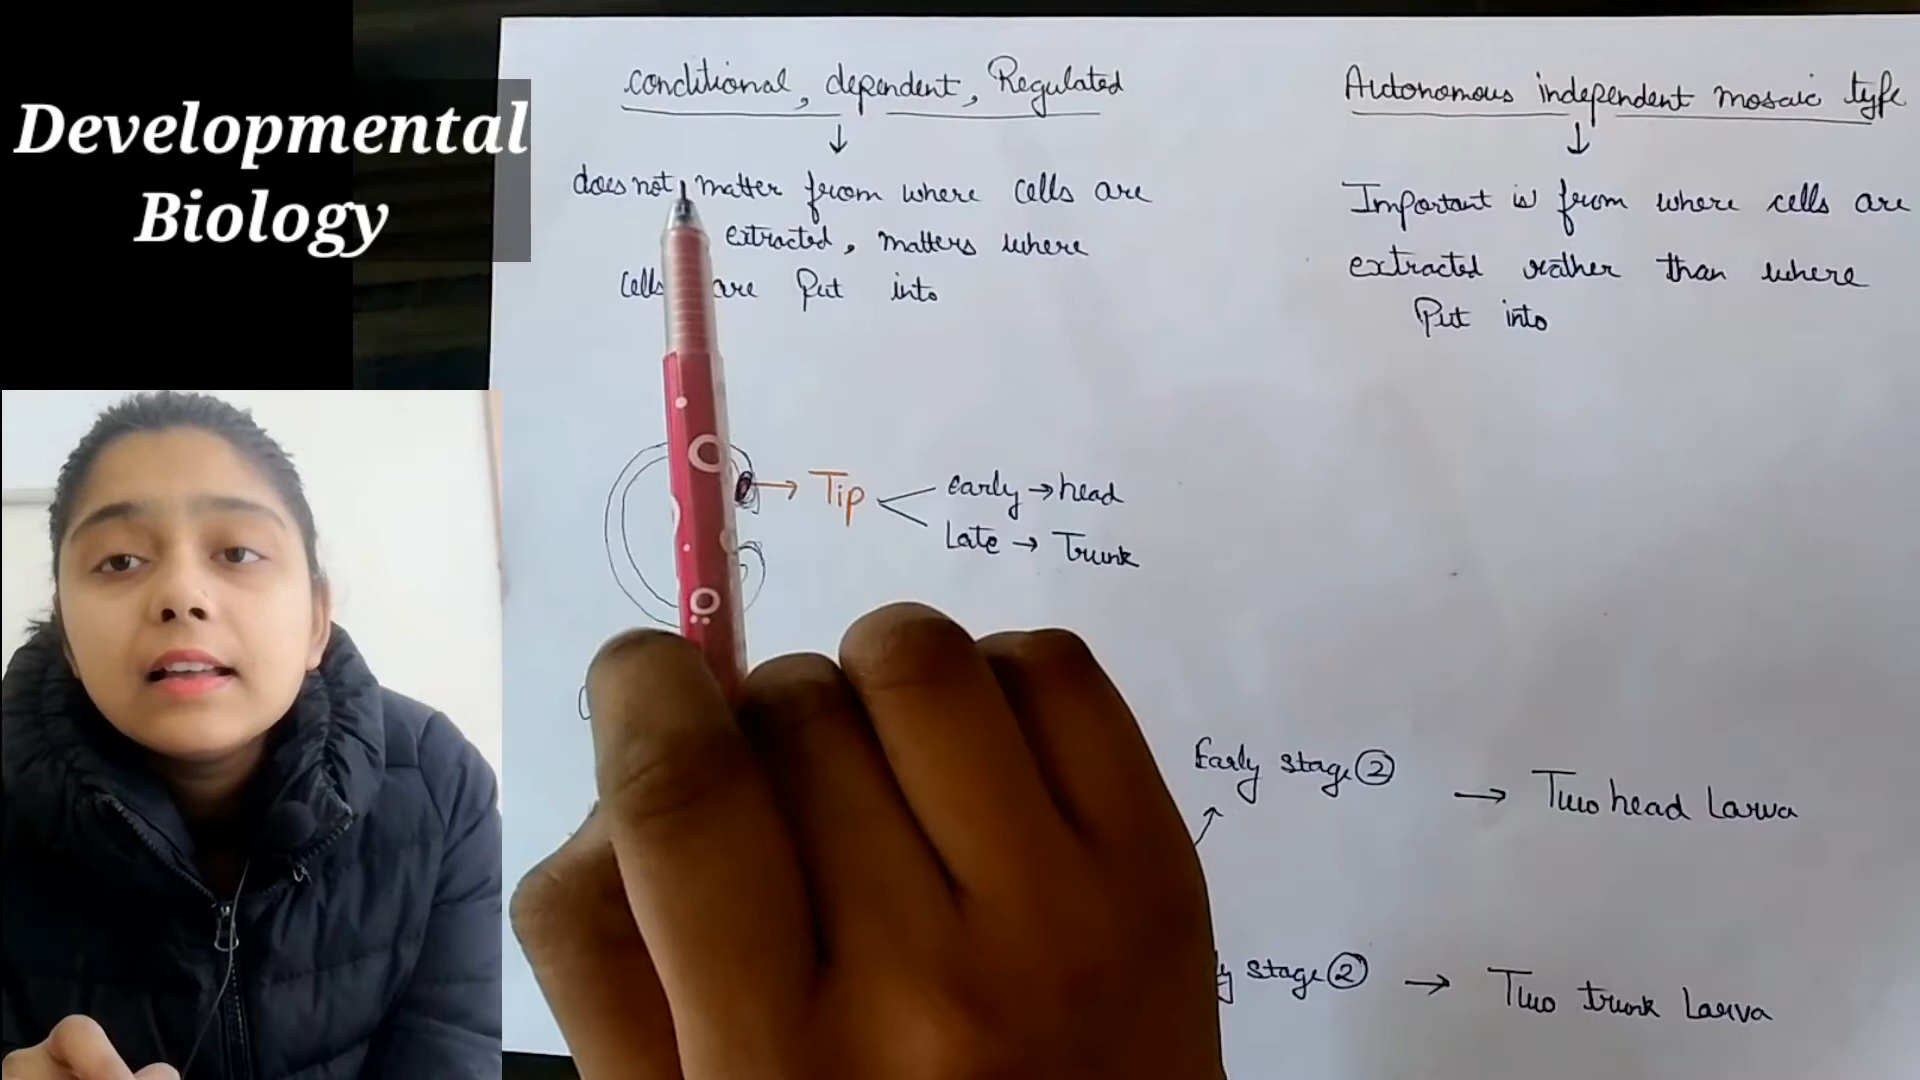 Developmental
Biology
conditional, dependent, Regulated
does not matter from where cells are
extracted, matters where
cells are Put into
Autonomous independent mosaic type
Important is from where cells are
extracted rather than where
Put into
Tip
early → head
Late → Trunk
Early stage ②
→ Two head Larva
stage ② → Two trunk Larva